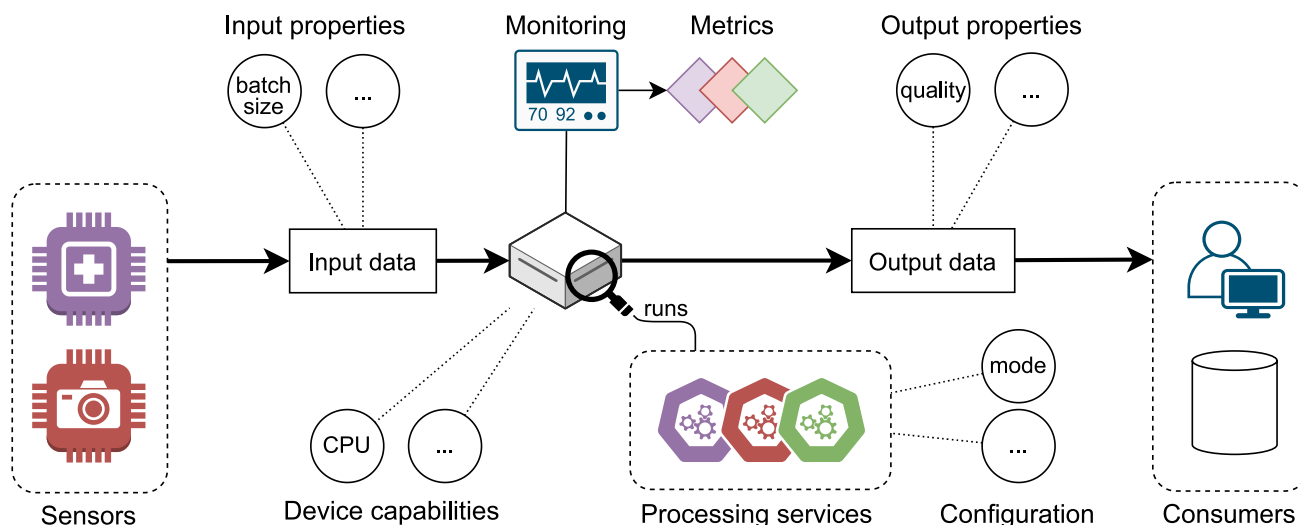 Input properties
Monitoring
Metrics
Output properties
batch
size
...
70 92
quality
...
Input data
Output data
runs
CPU
...
mode
...
Sensors
Device capabilities
Processing services
Configuration
Consumers